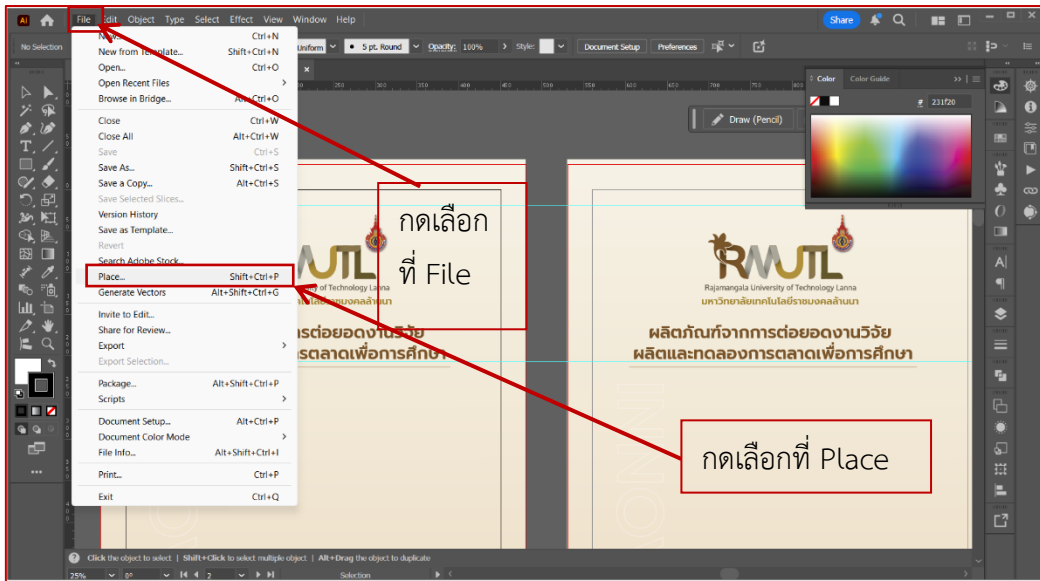 File Edit Object Type Select Effect View Window Help
Share
No Selection
Uniform
5 pt. Round
Opacity: 100%
Style:
Document Setup
Preferences
New... Ctrl+N
New from Template... Shift+Ctrl+N
Open... Ctrl+O
Open Recent Files
Browse in Bridge... Alt+Ctrl+O
Close Ctrl+W
Close All Alt+Ctrl+W
Save Ctrl+S
Save As... Shift+Ctrl+S
Save a Copy... Alt+Ctrl+S
Save Selected Slices...
Version History
Save as Template...
Revert
Search Adobe Stock...
Place... Shift+Ctrl+P
Generate Vectors Alt+Shift+Ctrl+G
Invite to Edit...
Share for Review...
Export
Export Selection...
Package... Alt+Shift+Ctrl+P
Scripts
Document Setup... Alt+Ctrl+P
Document Color Mode
File Info... Alt+Shift+Ctrl+I
Print... Ctrl+P
Exit Ctrl+Q
Color Color Guide
# 231f20
Draw (Pencil)
กดเลือก
ที่ File
กดเลือกที่ Place
RMUTL
Rajamangala University of Technology Lanna
มหาวิทยาลัยเทคโนโลยีราชมงคลล้านนา
ผลิตภัณฑ์จากการต่อยอดงานวิจัย
ผลิตและทดลองการตลาดเพื่อการศึกษา
Click the object to select | Shift+Click to select multiple object | Alt+Drag the object to duplicate
25% 0° 2 Selection